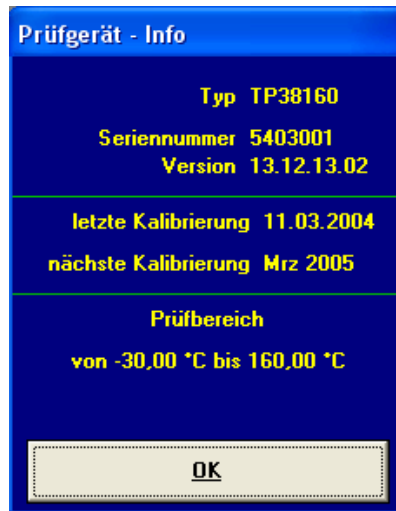 Prüfgerät - Info
Typ TP38160
Seriennummer 5403001
Version 13.12.13.02
letzte Kalibrierung 11.03.2004
nächste Kalibrierung Mrz 2005
Prüfbereich
von -30,00 °C bis 160,00 °C
OK